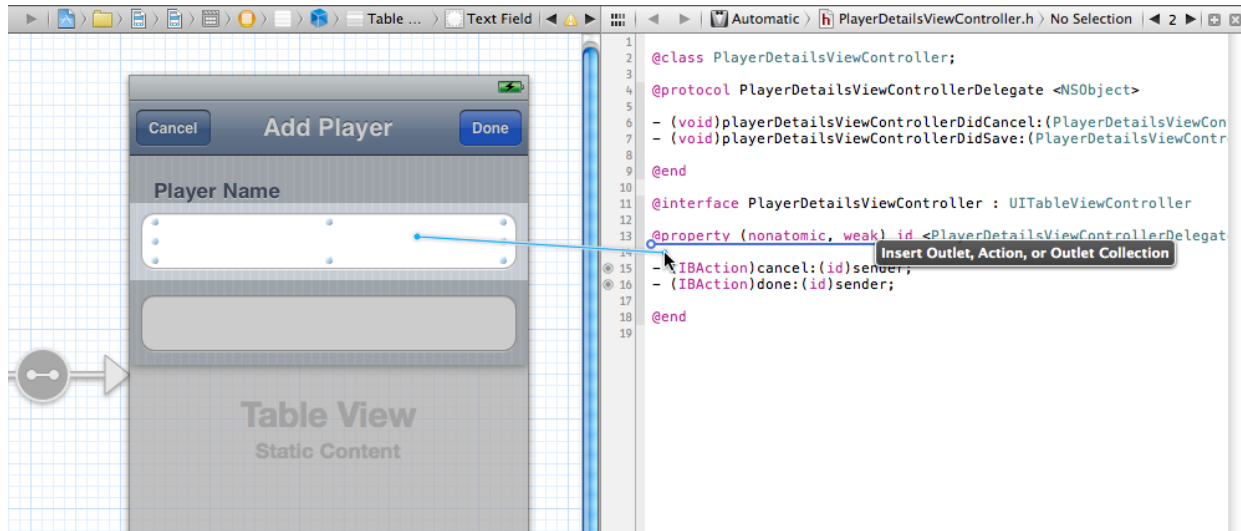 Table ... Text Field
Automatic PlayerDetailsViewController.h No Selection 2
Cancel Add Player Done
Player Name
Table View
Static Content
1
2 @class PlayerDetailsViewController;
3
4 @protocol PlayerDetailsViewControllerDelegate <NSObject>
5
6 - (void)playerDetailsViewControllerDidCancel:(PlayerDetailsViewCon
7 - (void)playerDetailsViewControllerDidSave:(PlayerDetailsViewContr
8
9 @end
10
11 @interface PlayerDetailsViewController : UITableViewController
12
13 @property (nonatomic, weak) id <PlayerDetailsViewControllerDelegat
Insert Outlet, Action, or Outlet Collection
14
15 - (IBAction)cancel:(id)sender;
16 - (IBAction)done:(id)sender;
17
18 @end
19